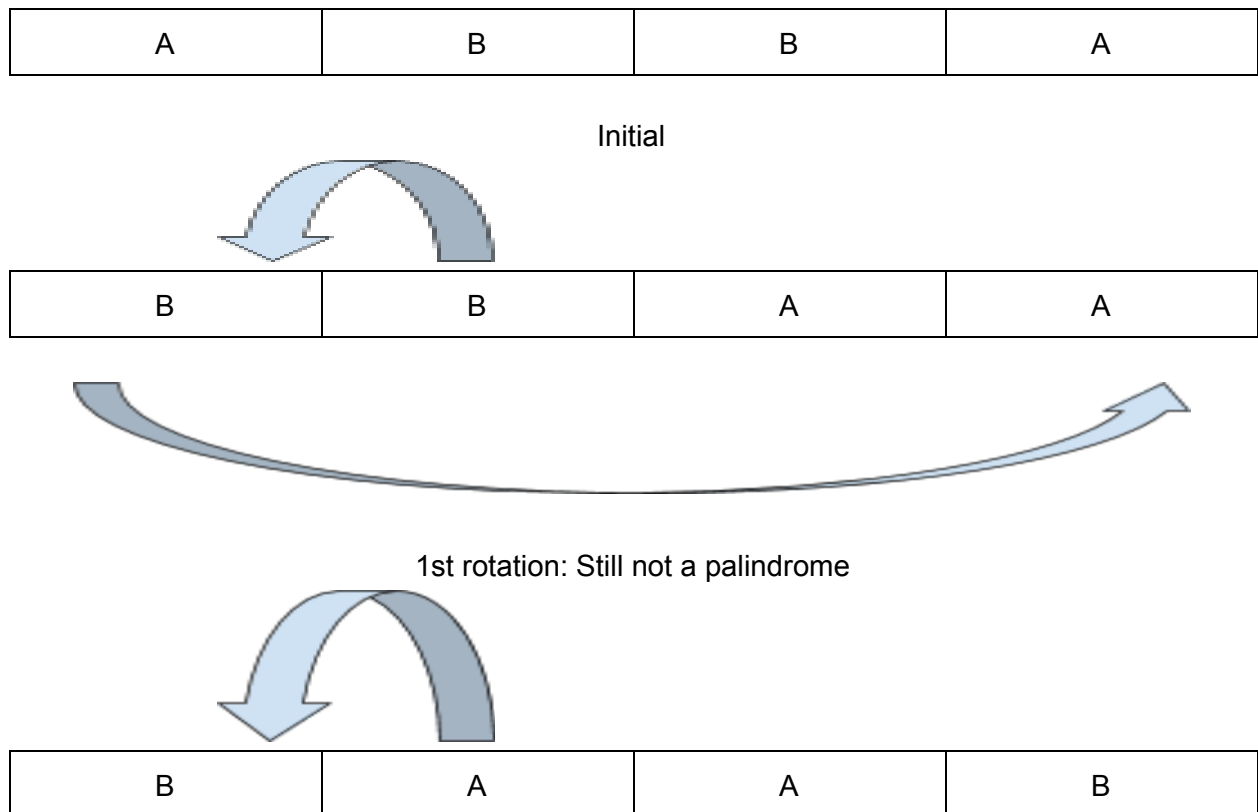 A B B A
Initial
B B A A
1st rotation: Still not a palindrome
B A A B